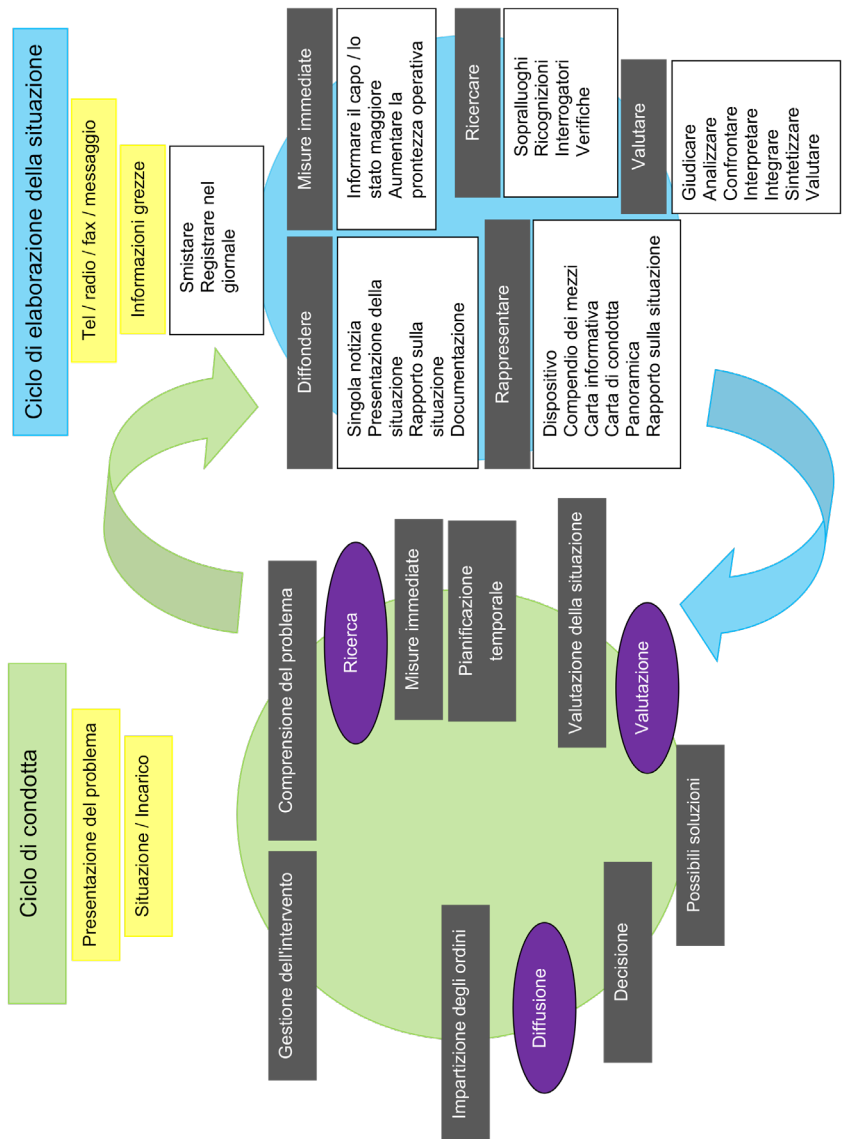 Ciclo di condotta
Presentazione del problema
Situazione / Incarico
Gestione dell'intervento
Comprensione del problema
Ricerca
Misure immediate
Pianificazione
temporale
Valutazione della situazione
Valutazione
Possibili soluzioni
Decisione
Diffusione
Impartizione degli ordini
Ciclo di elaborazione della situazione
Tel / radio / fax / messaggio
Informazioni grezze
Smistare
Registrare nel
giornale
Diffondere
Singola notizia
Presentazione della
situazione
Rapporto sulla
situazione
Documentazione
Misure immediate
Informare il capo / lo
stato maggiore
Aumentare la
prontezza operativa
Rappresentare
Dispositivo
Compendio dei mezzi
Carta informativa
Carta di condotta
Panoramica
Rapporto sulla situazione
Ricercare
Sopralluoghi
Ricognizioni
Interrogatori
Verifiche
Valutare
Giudicare
Analizzare
Confrontare
Interpretare
Integrare
Sintetizzare
Valutare